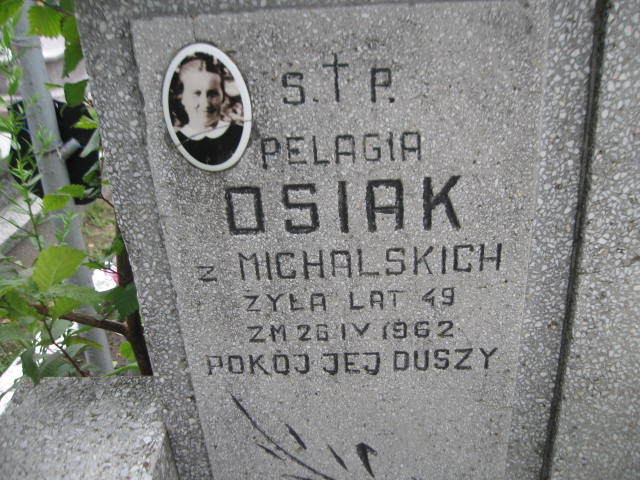 S.†P.
PELAGIA
OSIAK
z MICHALSKICH
ŻYŁA LAT 49
ZM 26 IV 1962
POKÓJ JEJ DUSZY